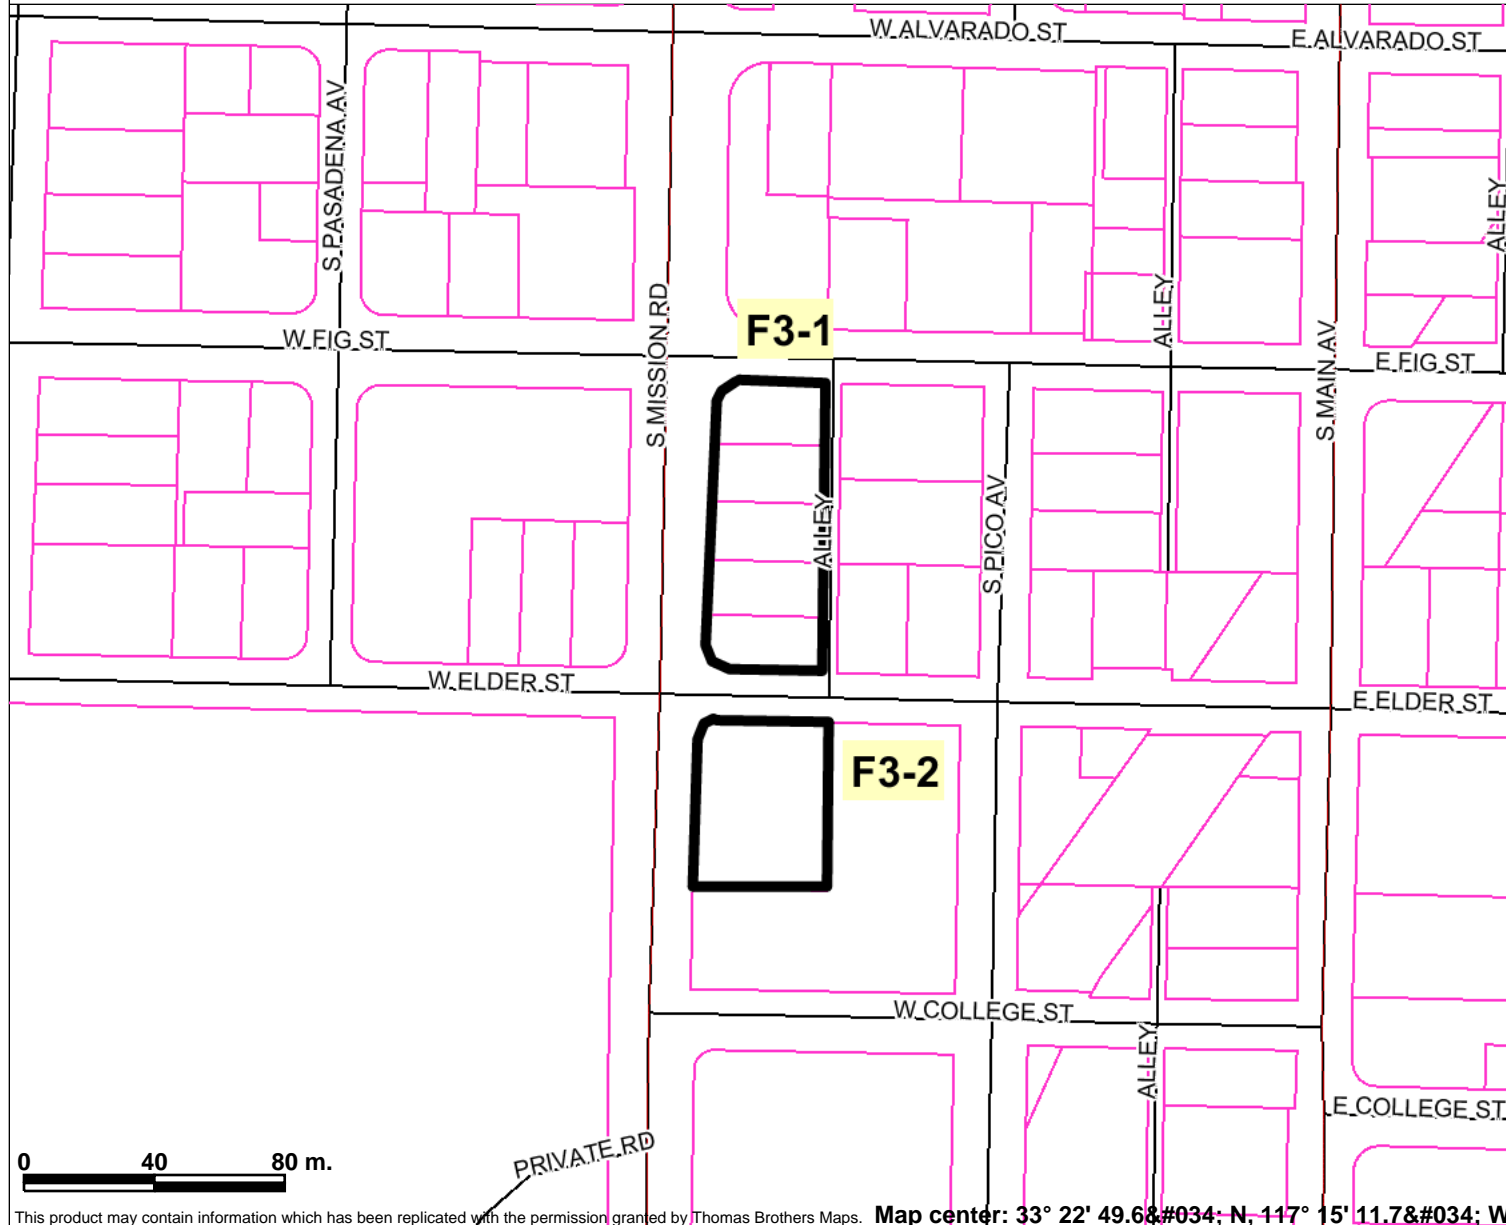 W ALVARADO ST
E ALVARADO ST
S PASADENA AV
ALLEY
ALLEY
S MISSION RD
F3-1
W FIG ST
S MAIN AV
E FIG ST
ALLEY
S PICO AV
W ELDER ST
E ELDER ST
F3-2
W COLLEGE ST
ALLEY
E COLLEGE ST
PRIVATE RD
0 40 80 m.
This product may contain information which has been replicated with the permission granted by Thomas Brothers Maps. Map center: 33° 22' 49.6&#034; N, 117° 15' 11.7&#034; W